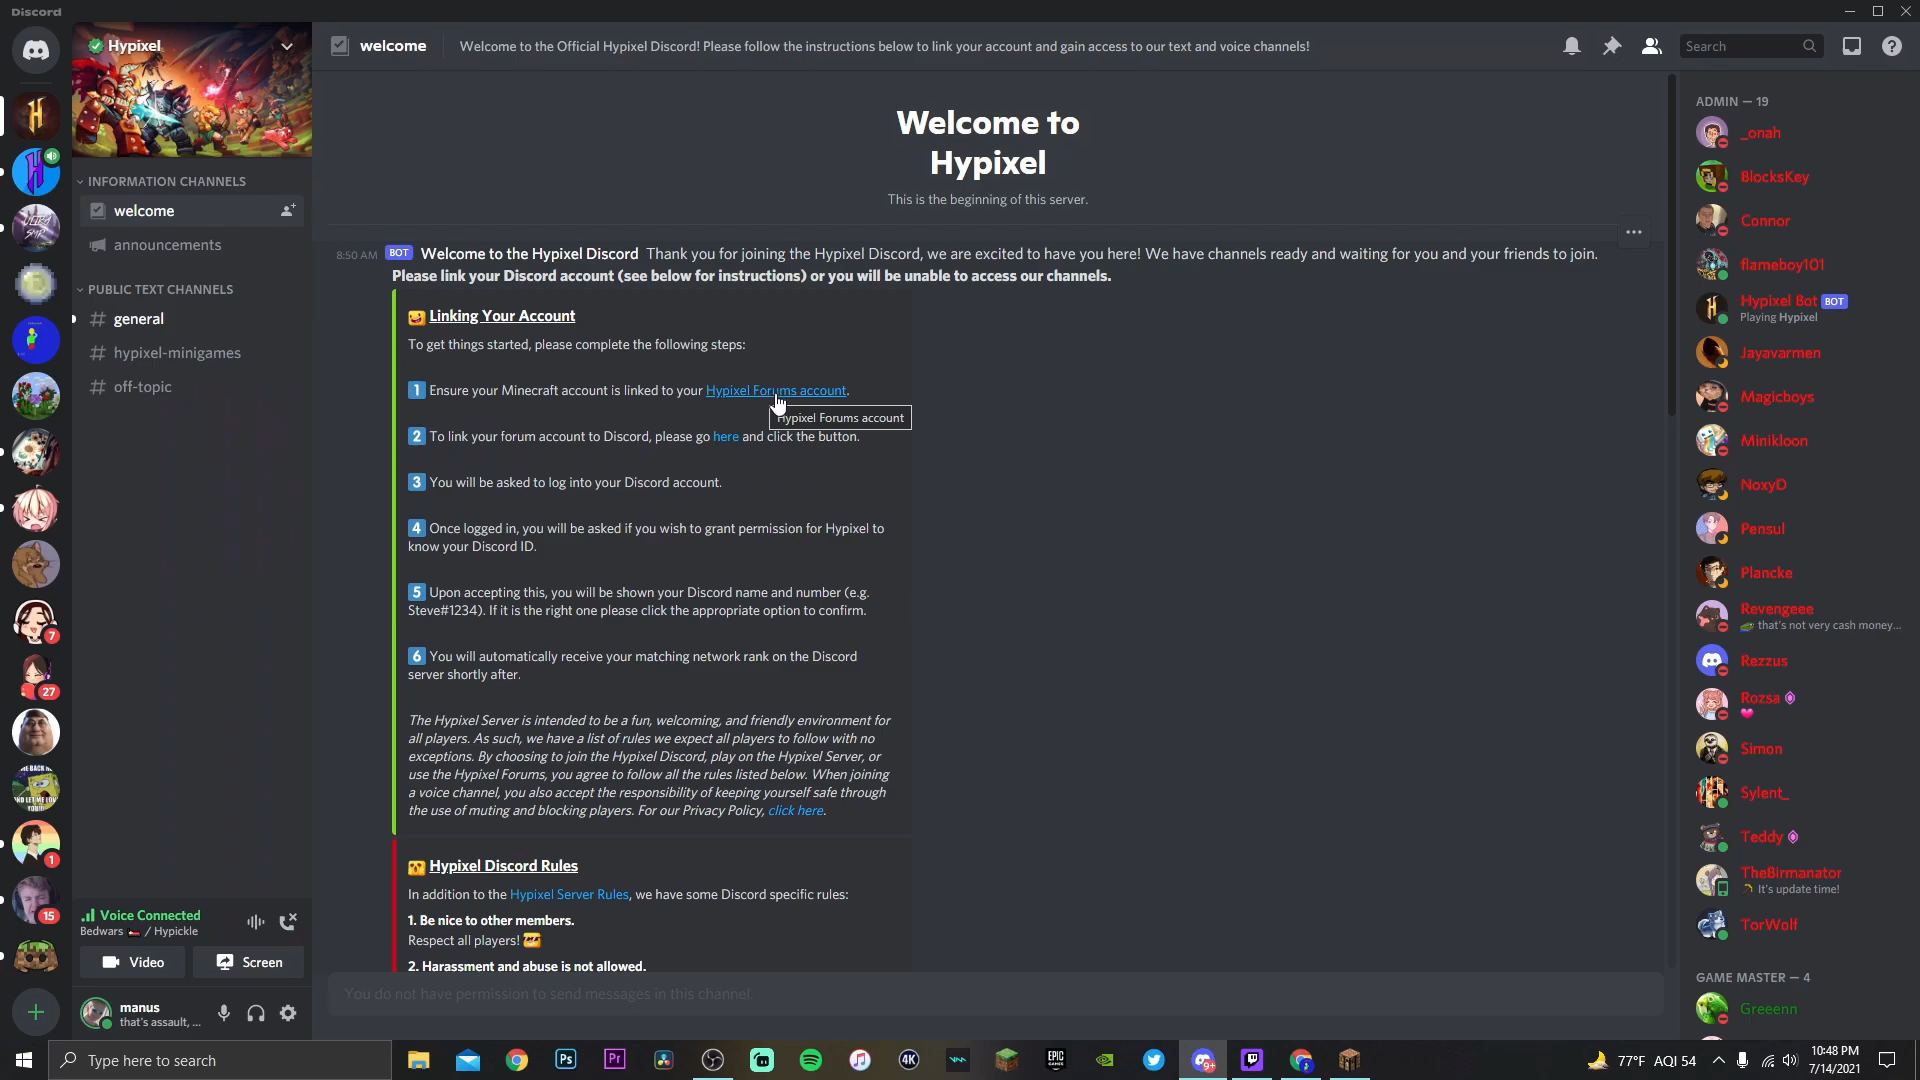 Discord
Hypixel
welcome
Welcome to the Official Hypixel Discord! Please follow the instructions below to link your account and gain access to our text and voice channels!
Search
INFORMATION CHANNELS
welcome
announcements
PUBLIC TEXT CHANNELS
general
hypixel-minigames
off-topic
7
27
1
15
Voice Connected
Bedwars / Hypickle
Video
Screen
manus
that's assault, ...
Welcome to
Hypixel
This is the beginning of this server.
8:50 AM BOT Welcome to the Hypixel Discord Thank you for joining the Hypixel Discord, we are excited to have you here! We have channels ready and waiting for you and your friends to join.
Please link your Discord account (see below for instructions) or you will be unable to access our channels.
Linking Your Account
To get things started, please complete the following steps:
1 Ensure your Minecraft account is linked to your Hypixel Forums account.
Hypixel Forums account
2 To link your forum account to Discord, please go here and click the button.
3 You will be asked to log into your Discord account.
4 Once logged in, you will be asked if you wish to grant permission for Hypixel to
know your Discord ID.
5 Upon accepting this, you will be shown your Discord name and number (e.g.
Steve#1234). If it is the right one please click the appropriate option to confirm.
6 You will automatically receive your matching network rank on the Discord
server shortly after.
The Hypixel Server is intended to be a fun, welcoming, and friendly environment for
all players. As such, we have a list of rules we expect all players to follow with no
exceptions. By choosing to join the Hypixel Discord, play on the Hypixel Server, or
use the Hypixel Forums, you agree to follow all the rules listed below. When joining
a voice channel, you also accept the responsibility of keeping yourself safe through
the use of muting and blocking players. For our Privacy Policy, click here.
Hypixel Discord Rules
In addition to the Hypixel Server Rules, we have some Discord specific rules:
1. Be nice to other members.
Respect all players!
2. Harassment and abuse is not allowed.
You do not have permission to send messages in this channel.
ADMIN — 19
_onah
BlocksKey
Connor
flameboy101
Hypixel Bot BOT
Playing Hypixel
Jayavarmen
Magicboys
Minikloon
NoxyD
Pensul
Plancke
Revengeee
that's not very cash money...
Rezzus
Rozsa
Simon
Sylent_
Teddy
TheBirmanator
It's update time!
TorWolf
GAME MASTER — 4
Greeenn
Type here to search
Ps
Pr
4K
EPIC
GAMES
9+
77°F AQI 54
10:48 PM
7/14/2021